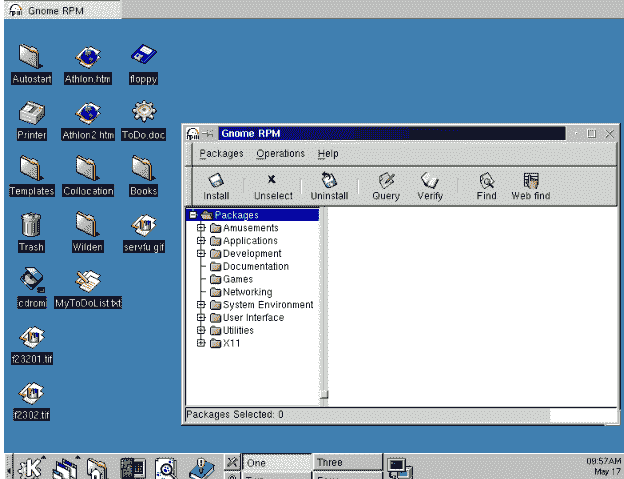 Gnome RPM
Autostart
Athlon.htm
floppy
Printer
Athlon2.htm
ToDo.doc
Templates
Collocation
Books
Trash
Wilden
servfu.gif
cdrom
MyToDoList.txt
f23201.tif
f2302.tif
Gnome RPM
Packages Operations Help
Install Unselect Uninstall Query Verify Find Web find
Packages
Amusements
Applications
Development
Documentation
Games
Networking
System Environment
User Interface
Utilities
X11
Packages Selected: 0
One Three
09:57AM
May 17